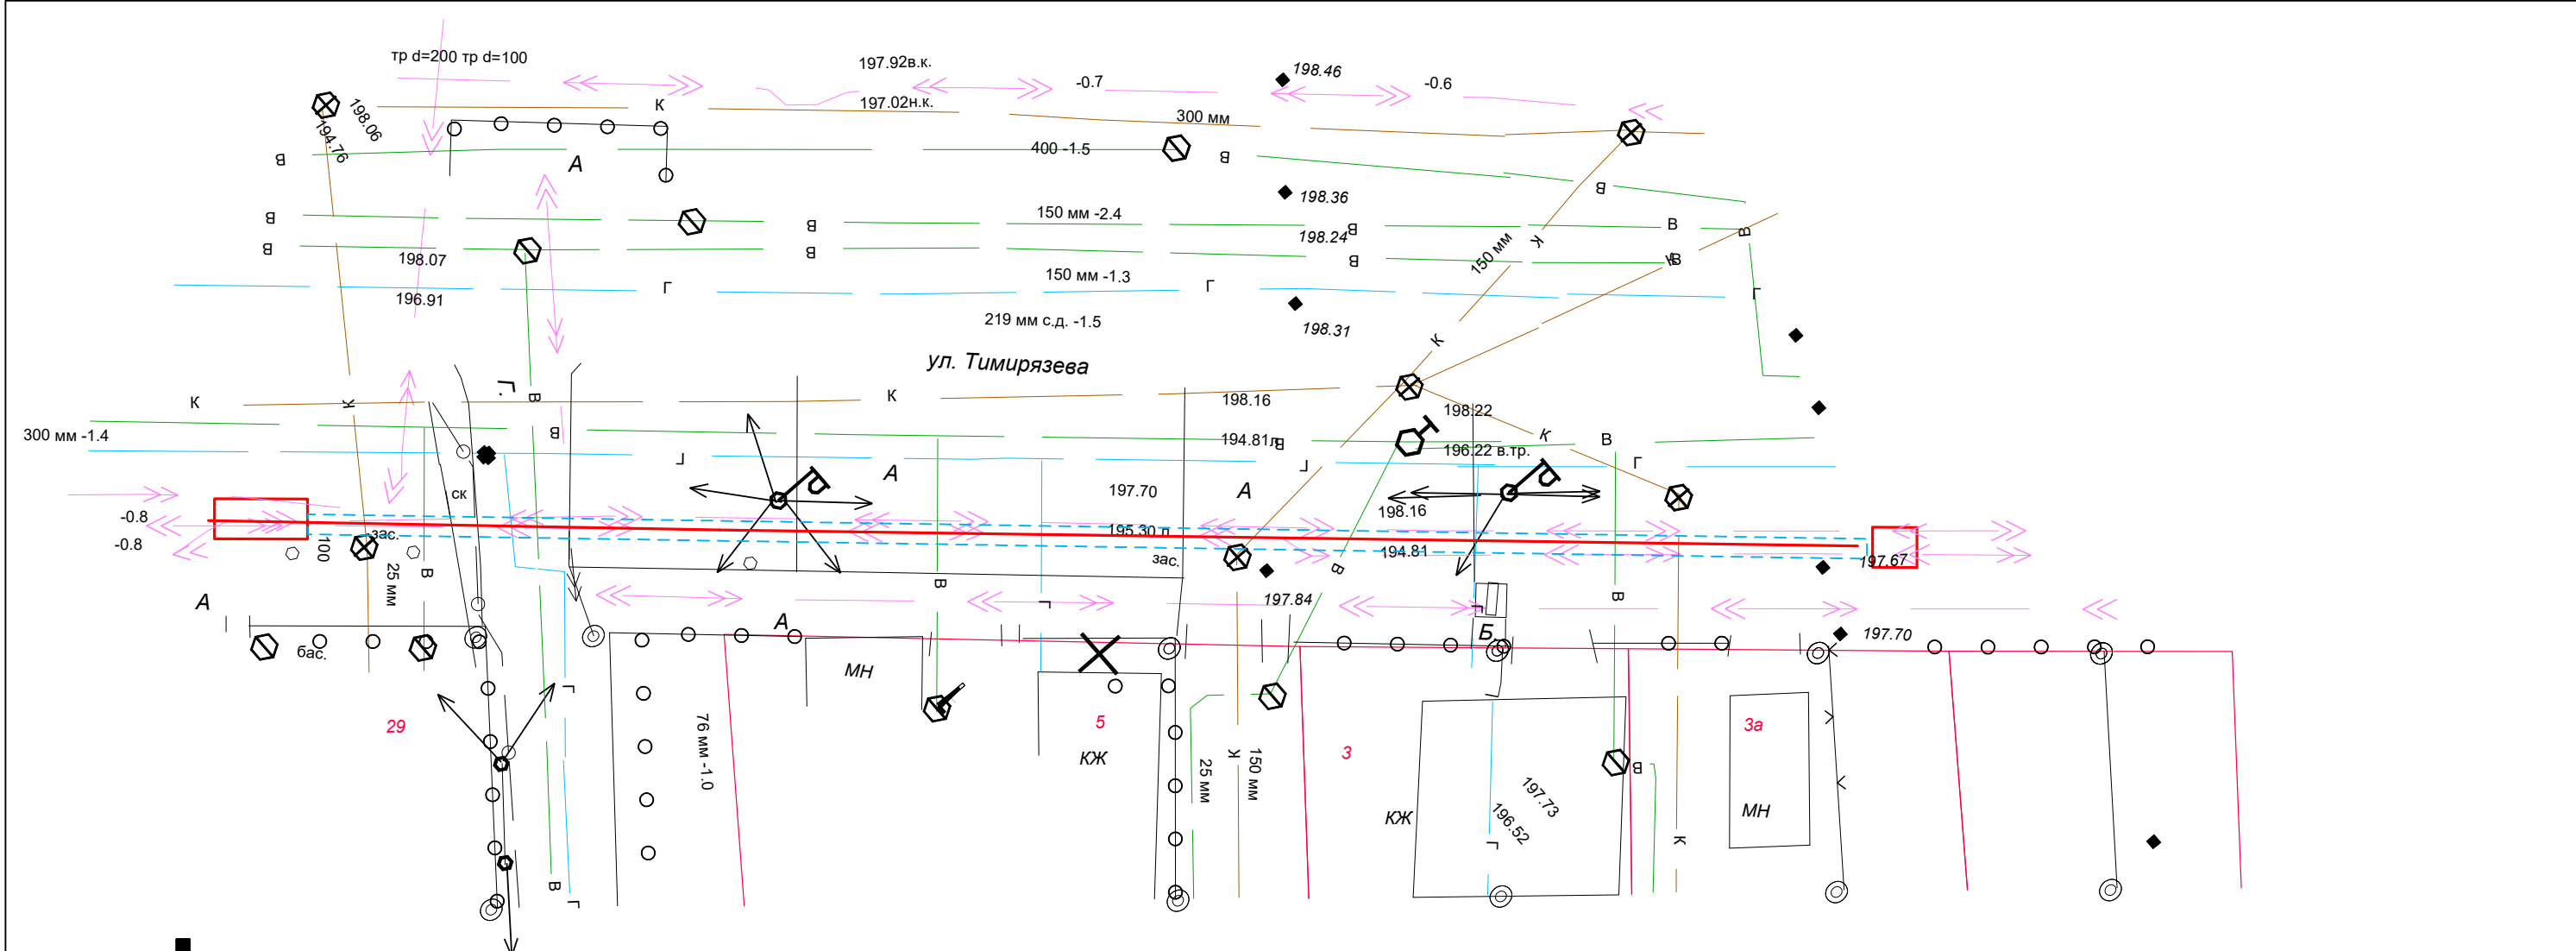 тр d=200 тр d=100
197.92в.к.
-0.7
198.46
-0.6
К
197.02н.к.
300 мм
198.06
194.76
В
А
400 -1.5
В
В
198.36
В
150 мм -2.4
В
В
В
В
198.24
К
150 мм
В
В
198.07
В
В
К
В
196.91
150 мм -1.3
Г
Г
Г
219 мм с.д. -1.5
198.31
ул. Тимирязева
К
Г.
К
К
В
К
198.16
198.22
300 мм -1.4
В
194.81л
В
К
В
196.22 в.тр.
Г
А
Г
Г
ск
197.70
А
-0.8
198.16
-0.8
зас.
195.30 п
100
зас.
194.81
197.67
25 мм
В
В
В
В
А
Г
197.84
Г
А
Б.
197.70
бас.
МН
Г
Г
29
76 мм -1.0
5
3
3а
КЖ
К
150 мм
25 мм
В
197.73
196.52
КЖ
МН
Г
К
В
Г